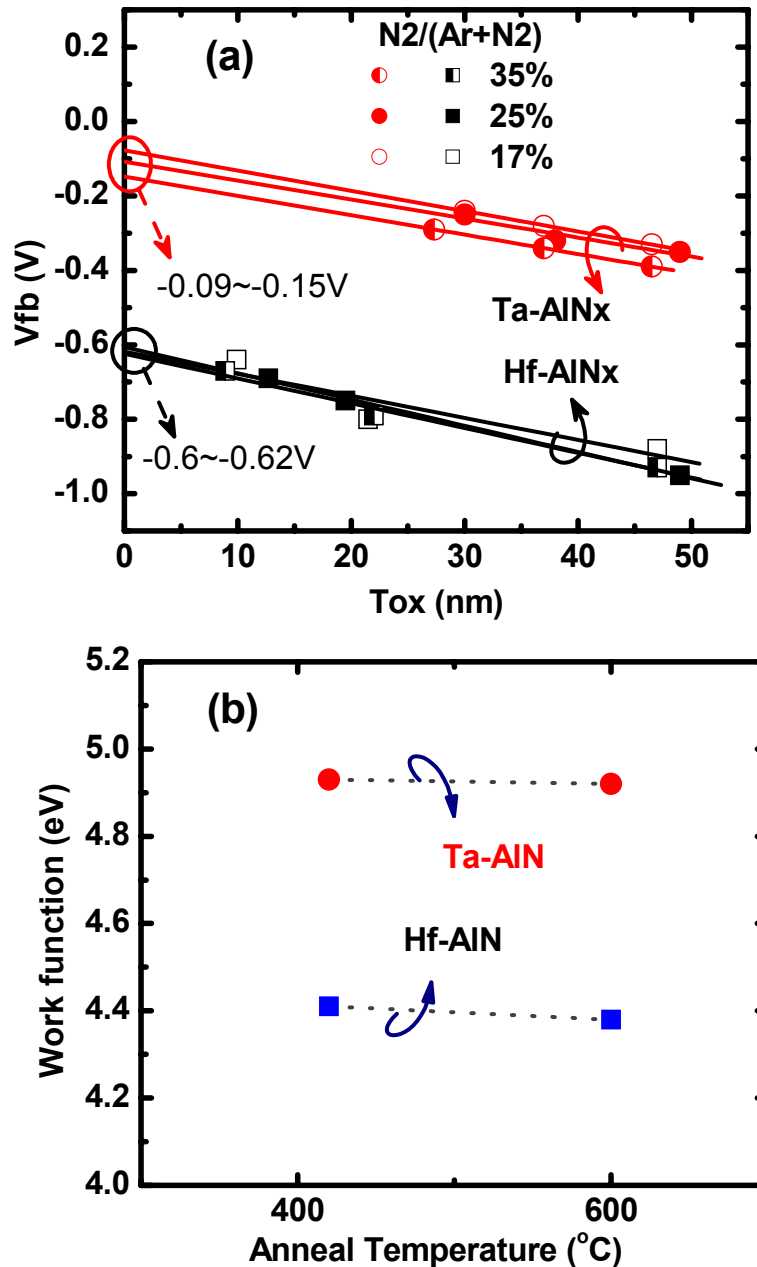 (a)
N2/(Ar+N2)
35%
25%
17%
0.2
0.0
-0.2
-0.4
-0.6
-0.8
-1.0
Vfb (V)
-0.09~-0.15V
Ta-AlNx
Hf-AlNx
-0.6~-0.62V
0 10 20 30 40 50
Tox (nm)
(b)
5.2
5.0
4.8
4.6
4.4
4.2
4.0
Work function (eV)
Ta-AlN
Hf-AlN
400 600
Anneal Temperature (°C)